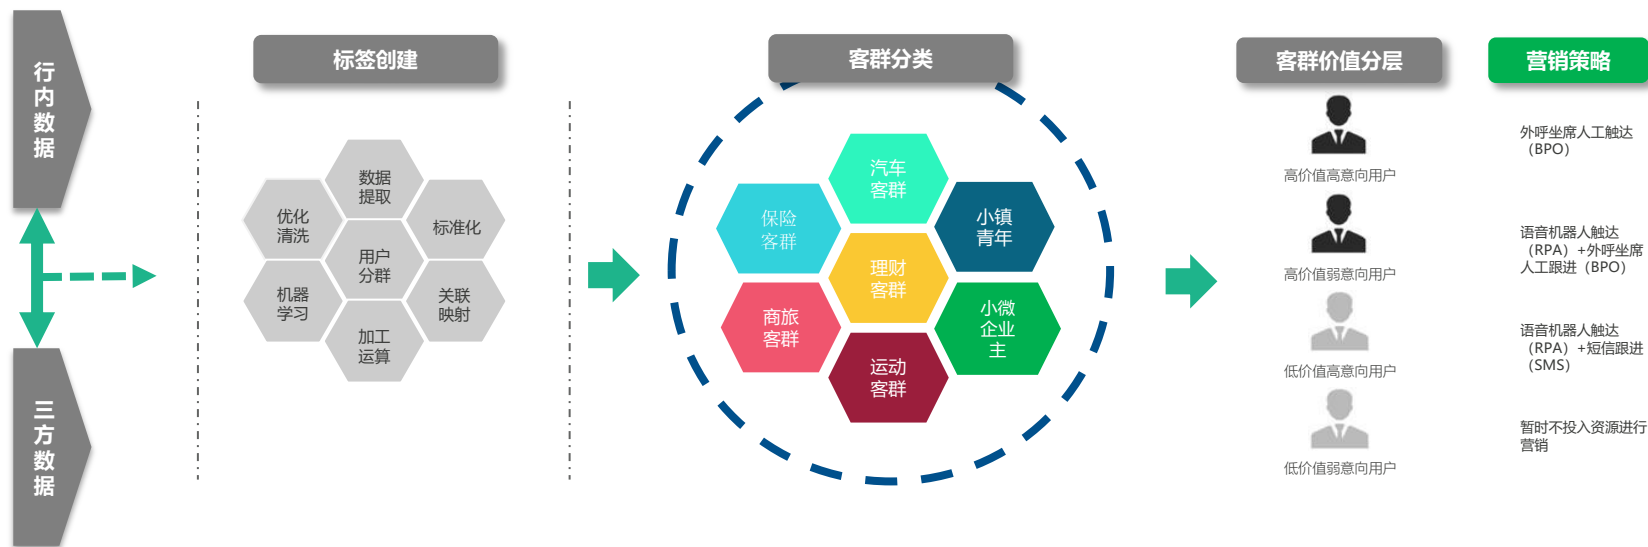 行
内
数
据
三
方
数
据
标签创建
数据
提取
优化
清洗
标准化
用户
分群
机器
学习
关联
映射
加工
运算
客群分类
汽车
客群
保险
客群
小镇
青年
理财
客群
商旅
客群
小微
企业
主
运动
客群
客群价值分层
高价值高意向用户
高价值弱意向用户
低价值高意向用户
低价值弱意向用户
营销策略
外呼坐席人工触达
（BPO）
语音机器人触达
（RPA）+外呼坐席
人工跟进（BPO）
语音机器人触达
（RPA）+短信跟进
（SMS）
暂时不投入资源进行
营销